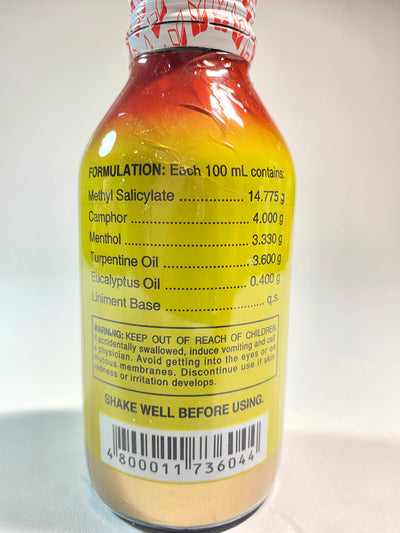 FORMULATION: Each 100 mL contains:
Methyl Salicylate ................ 14.775 g
Camphor ............................ 4.000 g
Menthol .............................. 3.330 g
Turpentine Oil ..................... 3.600 g
Eucalyptus Oil .................... 0.400 g
Liniment Base ........................ q.s.
WARNING: KEEP OUT OF REACH OF CHILDREN.
If accidentally swallowed, induce vomiting and call
a physician. Avoid getting into the eyes or on
mucous membranes. Discontinue use if skin
redness or irritation develops.
SHAKE WELL BEFORE USING.
4 800011 736044